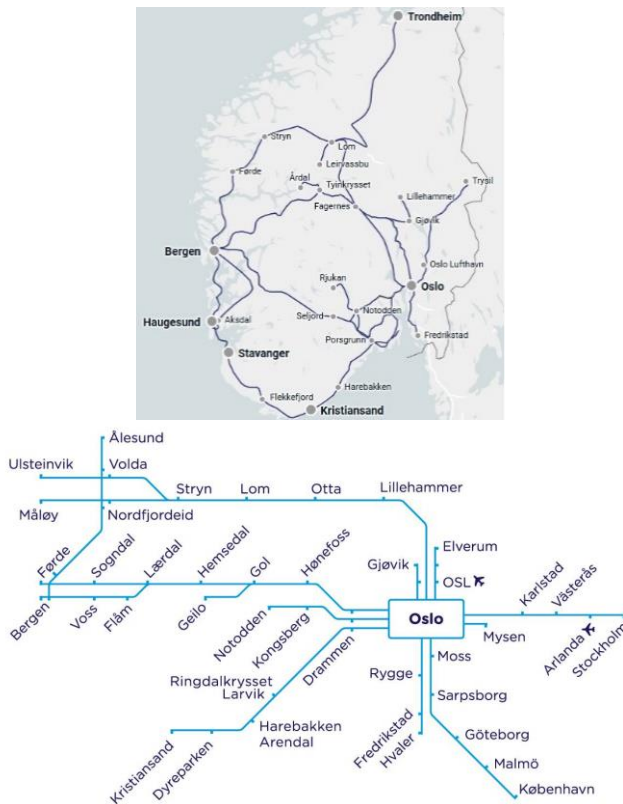 Trondheim
Stryn
Lom
Leirvassbu
Førde
Årdal
Tyinkrysset
Trysil
Lillehammer
Fagernes
Gjøvik
Bergen
Oslo Lufthavn
Rjukan
Oslo
Notodden
Seljord
Haugesund
Aksdal
Porsgrunn
Fredrikstad
Stavanger
Harebakken
Flekkefjord
Kristiansand
Ålesund
Ulsteinvik
Volda
Stryn
Lom
Otta
Lillehammer
Måløy
Nordfjordeid
Førde
Sogndal
Lærdal
Hemsedal
Gol
Hønefoss
Gjøvik
Elverum
OSL
Bergen
Voss
Flåm
Geilo
Notodden
Kongsberg
Drammen
Oslo
Karlstad
Västerås
Mysen
Arlanda
Stockholm
Moss
Rygge
Ringdalkrysset
Larvik
Sarpsborg
Fredrikstad
Hvaler
Göteborg
Harebakken
Arendal
Kristiansand
Dyreparken
Malmö
København